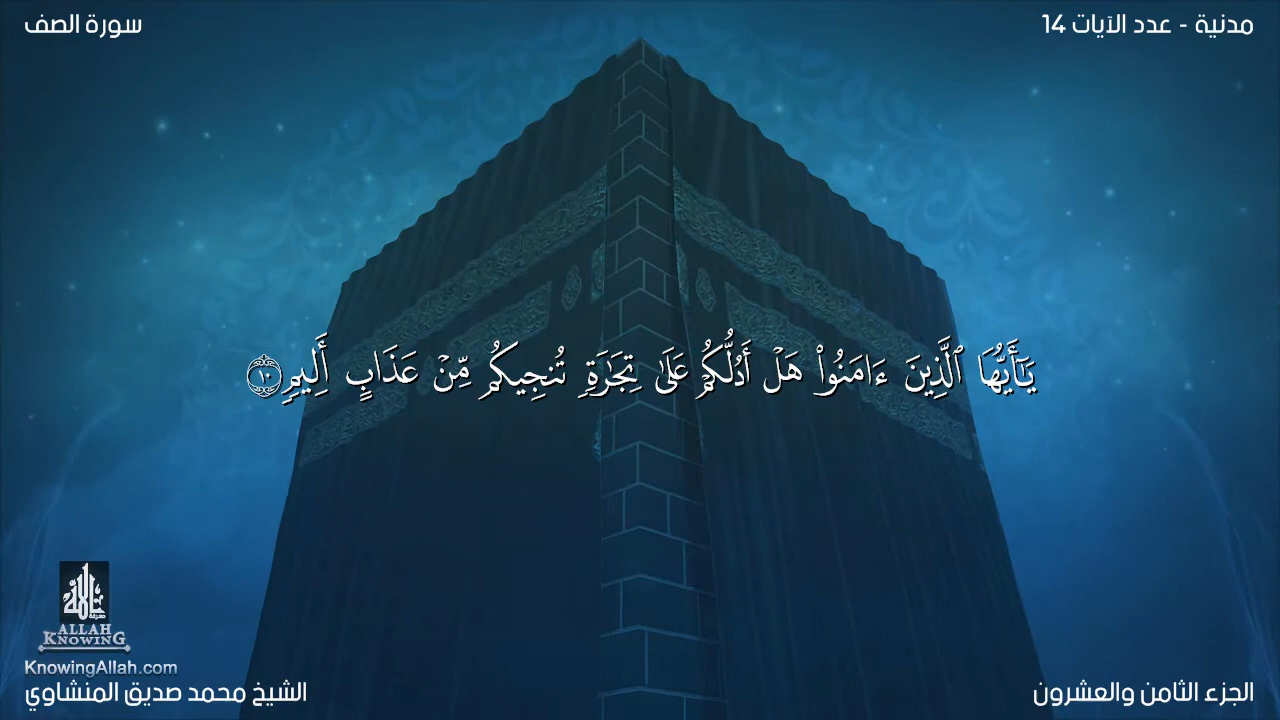 مدنية - عدد الآيات 14
سورة الصف
يَـٰٓأَيُّهَا ٱلَّذِينَ ءَامَنُوا۟ هَلْ أَدُلُّكُمْ عَلَىٰ تِجَـٰرَةٍۢ تُنجِيكُم مِّنْ عَذَابٍ أَلِيمٍۢ ١٠
ALLAH
KNOWING
KnowingAllah.com
الجزء الثامن والعشرون
الشيخ محمد صديق المنشاوي